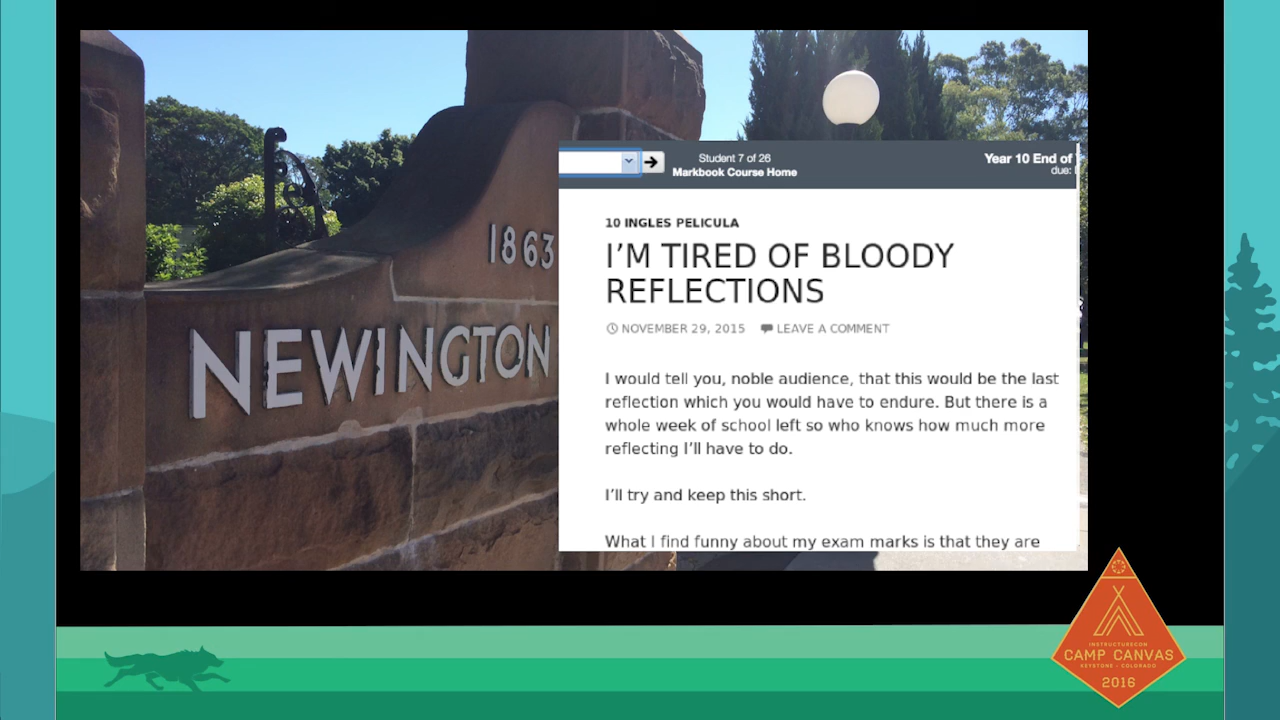 1863
NEWINGTON
Student 7 of 26
Markbook Course Home
Year 10 End of
due:
10 INGLES PELICULA
I'M TIRED OF BLOODY
REFLECTIONS
NOVEMBER 29, 2015 LEAVE A COMMENT
I would tell you, noble audience, that this would be the last
reflection which you would have to endure. But there is a
whole week of school left so who knows how much more
reflecting I'll have to do.
I'll try and keep this short.
What I find funny about my exam marks is that they are
INSTRUCTURECON
CAMP CANVAS
KEYSTONE • COLORADO
2016